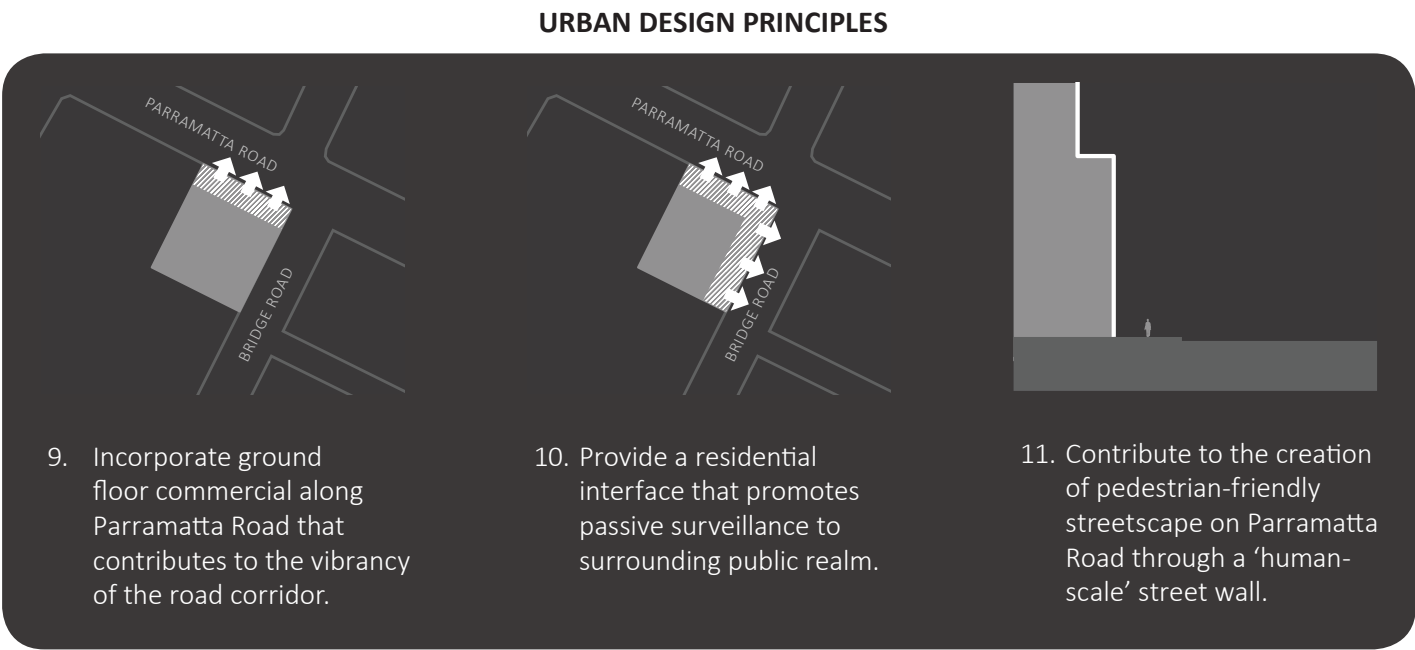 URBAN DESIGN PRINCIPLES
PARRAMATTA ROAD
BRIDGE ROAD
9. Incorporate ground
floor commercial along
Parramatta Road that
contributes to the vibrancy
of the road corridor.
PARRAMATTA ROAD
BRIDGE ROAD
10. Provide a residential
interface that promotes
passive surveillance to
surrounding public realm.
11. Contribute to the creation
of pedestrian-friendly
streetscape on Parramatta
Road through a ‘human-
scale’ street wall.